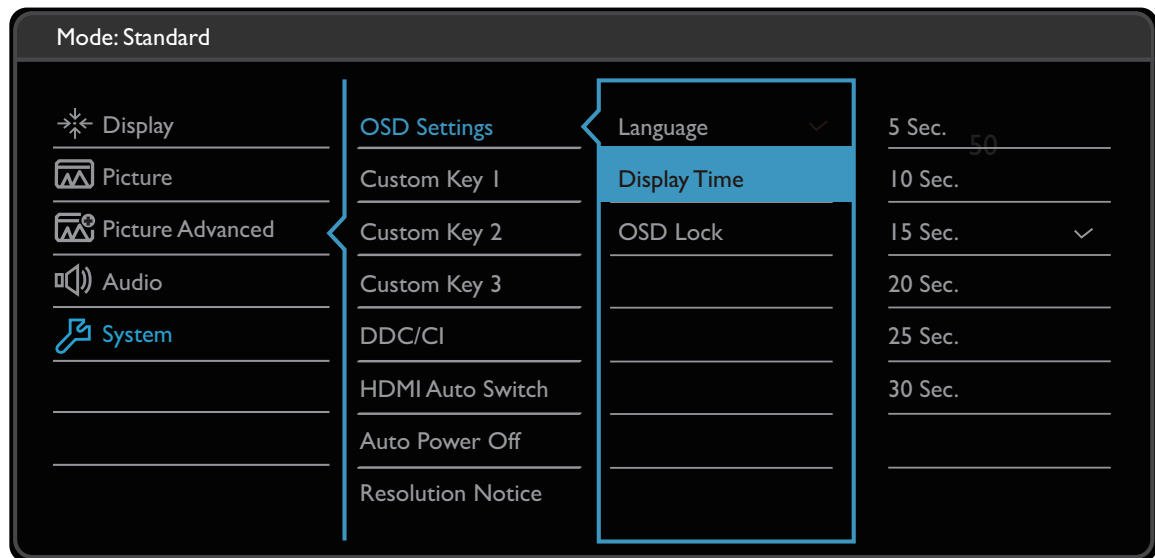 Mode: Standard
Display
Picture
Picture Advanced
Audio
System
OSD Settings
Custom Key 1
Custom Key 2
Custom Key 3
DDC/CI
HDMI Auto Switch
Auto Power Off
Resolution Notice
Language
Display Time
OSD Lock
5 Sec.
50
10 Sec.
15 Sec.
20 Sec.
25 Sec.
30 Sec.